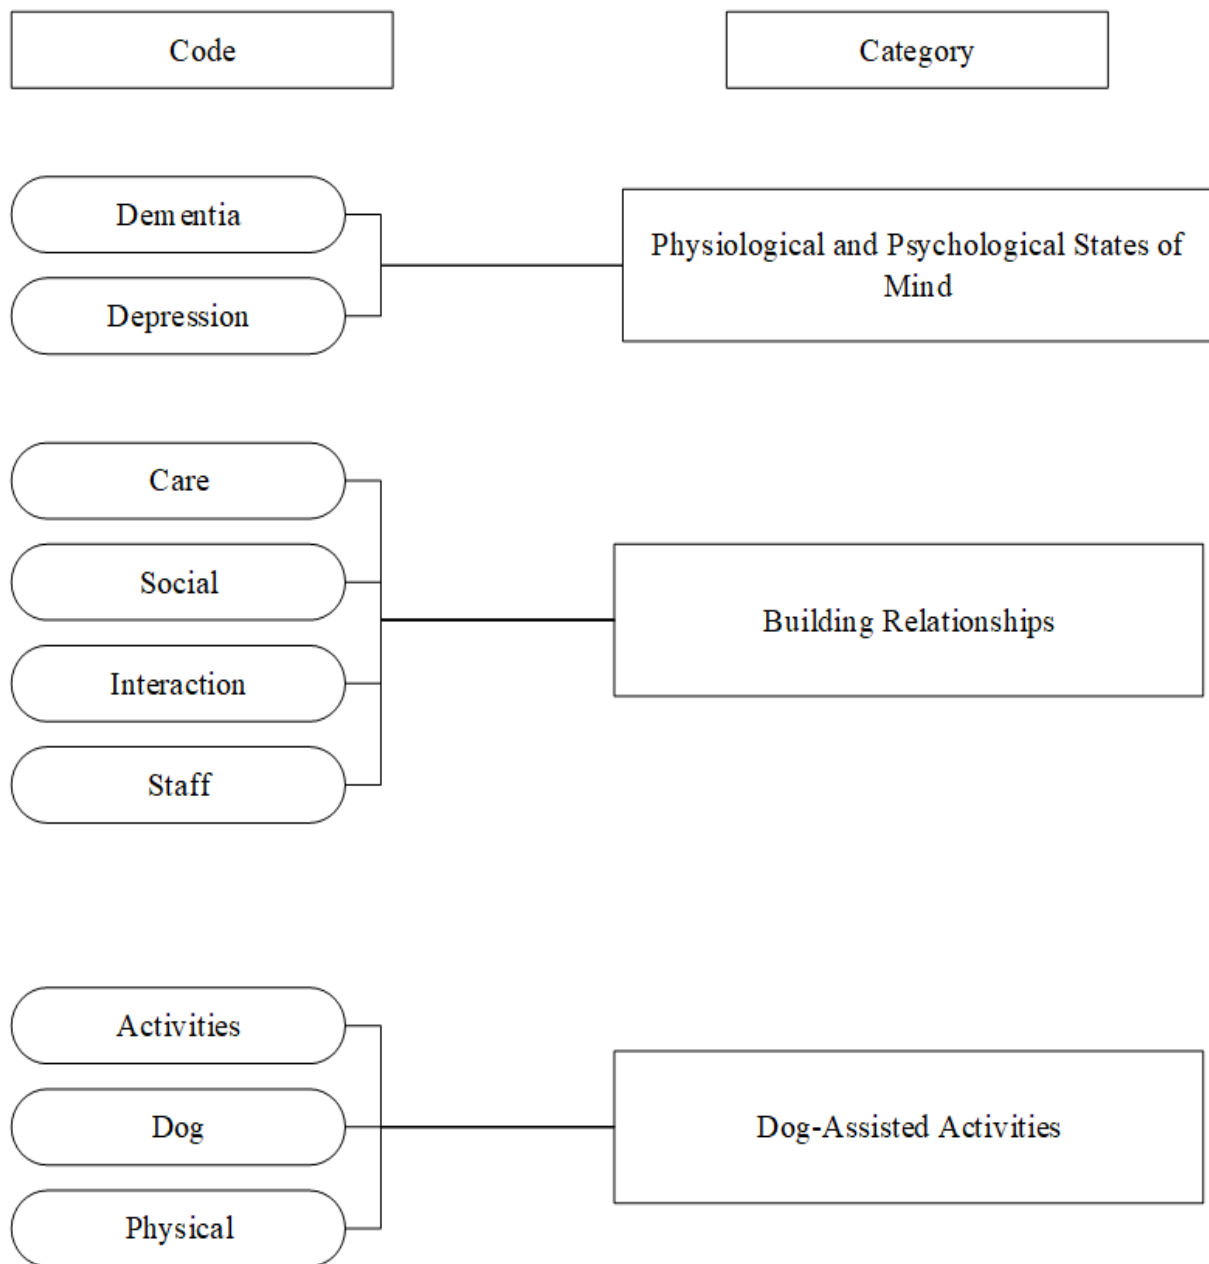 Code
Category
Dementia
Depression
Physiological and Psychological States of
Mind
Care
Social
Interaction
Staff
Building Relationships
Activities
Dog
Physical
Dog-Assisted Activities